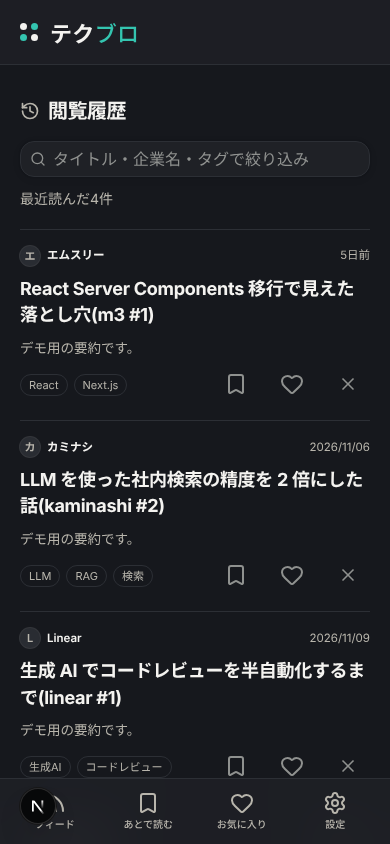 テクブロ
閲覧履歴
タイトル・企業名・タグで絞り込み
最近読んだ4件
エ エムスリー 5日前
React Server Components 移行で見えた
落とし穴(m3 #1)
デモ用の要約です。
React Next.js
カ カミナシ 2026/11/06
LLM を使った社内検索の精度を 2 倍にした
話(kaminashi #2)
デモ用の要約です。
LLM RAG 検索
L Linear 2026/11/09
生成 AI でコードレビューを半自動化するま
で(linear #1)
デモ用の要約です。
生成AI コードレビュー
N
フィード あとで読む お気に入り 設定